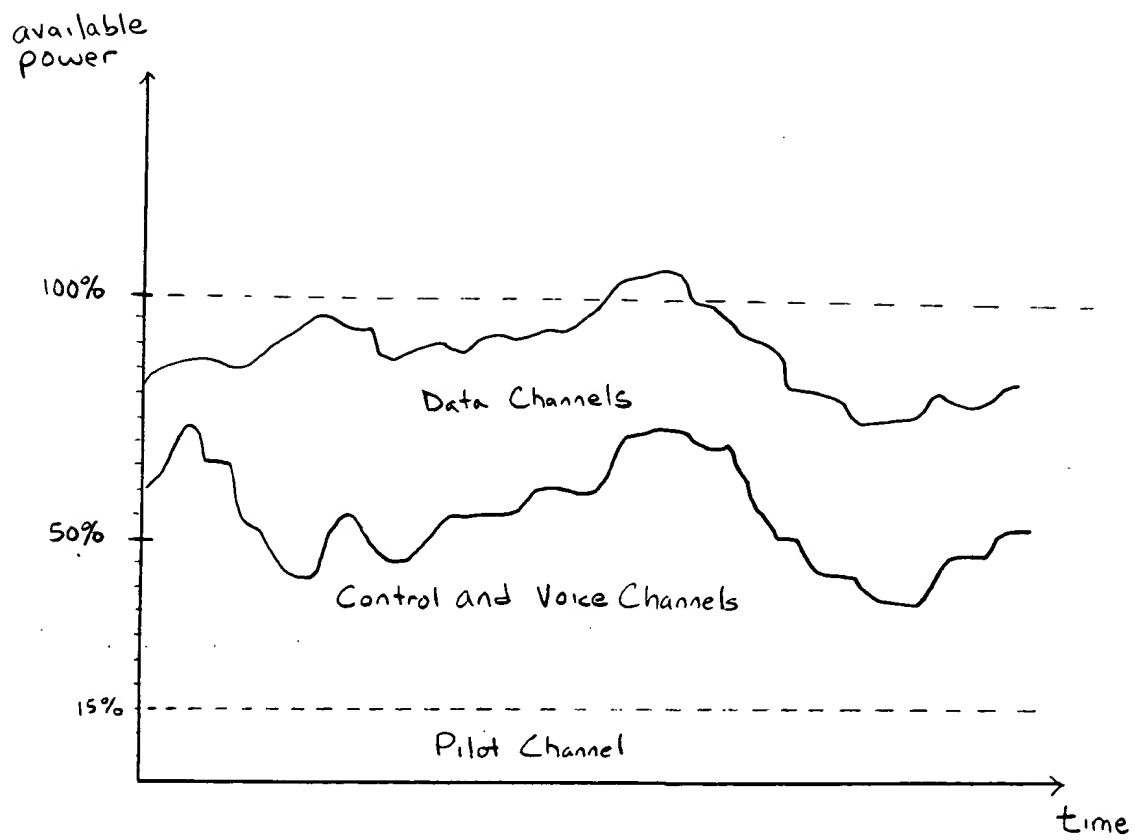 available
power
100%
Data Channels
50%
Control and Voice Channels
15%
Pilot Channel
time